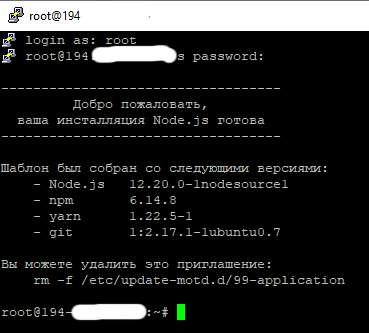 root@194
login as: root
root@194 s password:
---------------------------------
Добро пожаловать,
ваша инсталляция Node.js готова
---------------------------------
Шаблон был собран со следующими версиями:
- Node.js 12.20.0-1nodesource1
- npm 6.14.8
- yarn 1.22.5-1
- git 1:2.17.1-1ubuntu0.7
Вы можете удалить это приглашение:
rm -f /etc/update-motd.d/99-application
root@194- :~#